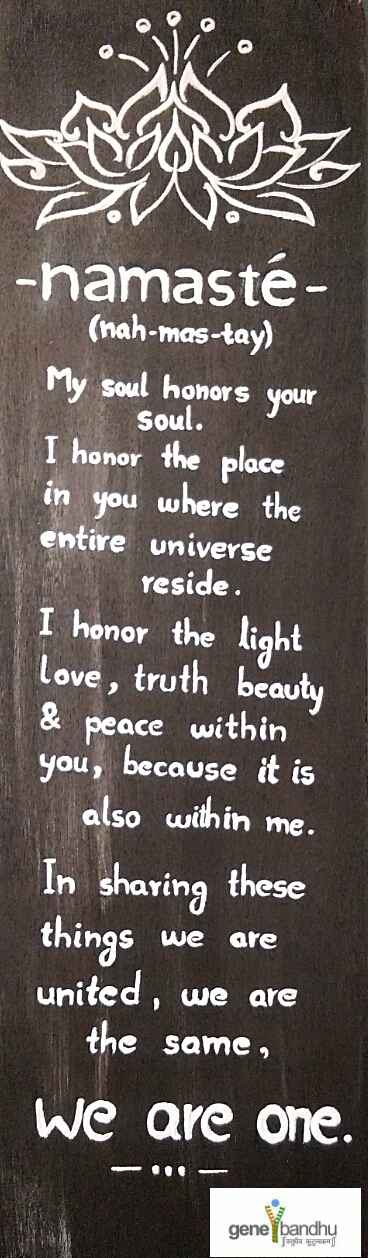 -namasté-
(nah-mas-tay)
My soul honors your
soul.
I honor the place
in you where the
entire universe
reside.
I honor the light
love, truth beauty
& peace within
you, because it is
also within me.
In sharing these
things we are
united, we are
the same,
We are one.
— ... —
gene bandhu